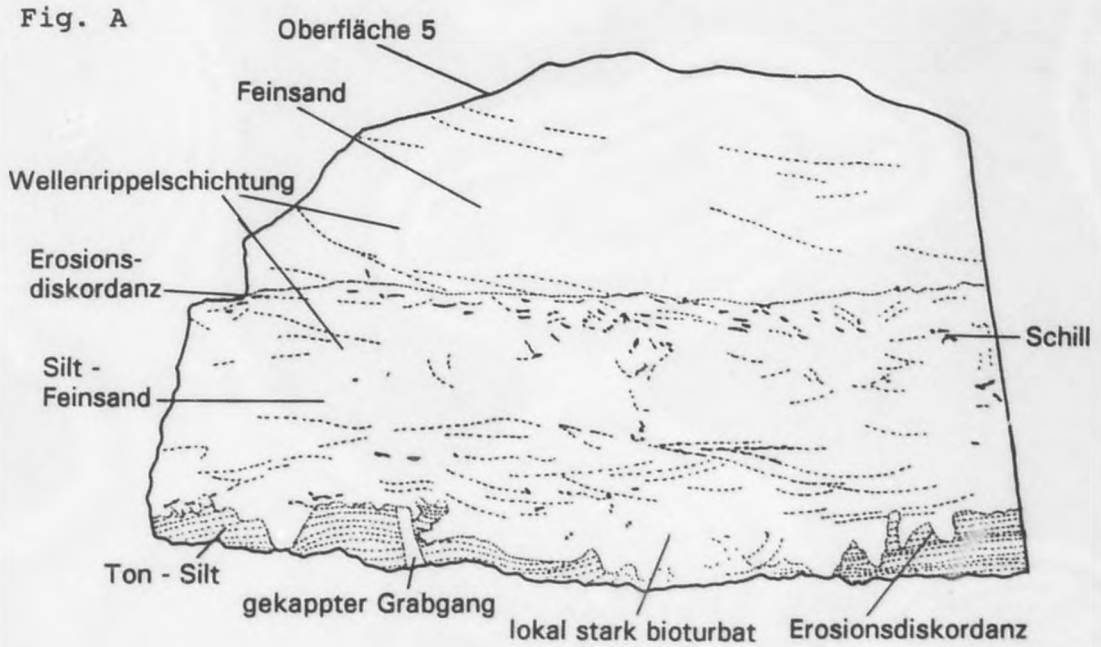 Fig. A
Oberfläche 5
Feinsand
Wellenrippelschichtung
Erosions-
diskordanz
Schill
Silt -
Feinsand
Ton - Silt
gekappter Grabgang
lokal stark bioturbat
Erosionsdiskordanz